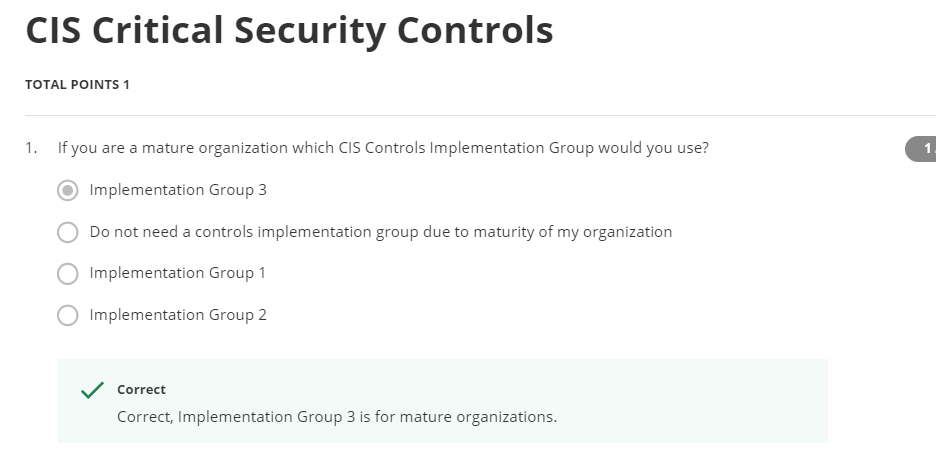 CIS Critical Security Controls
TOTAL POINTS 1
1. If you are a mature organization which CIS Controls Implementation Group would you use?
1
Implementation Group 3
Do not need a controls implementation group due to maturity of my organization
Implementation Group 1
Implementation Group 2
Correct
Correct, Implementation Group 3 is for mature organizations.